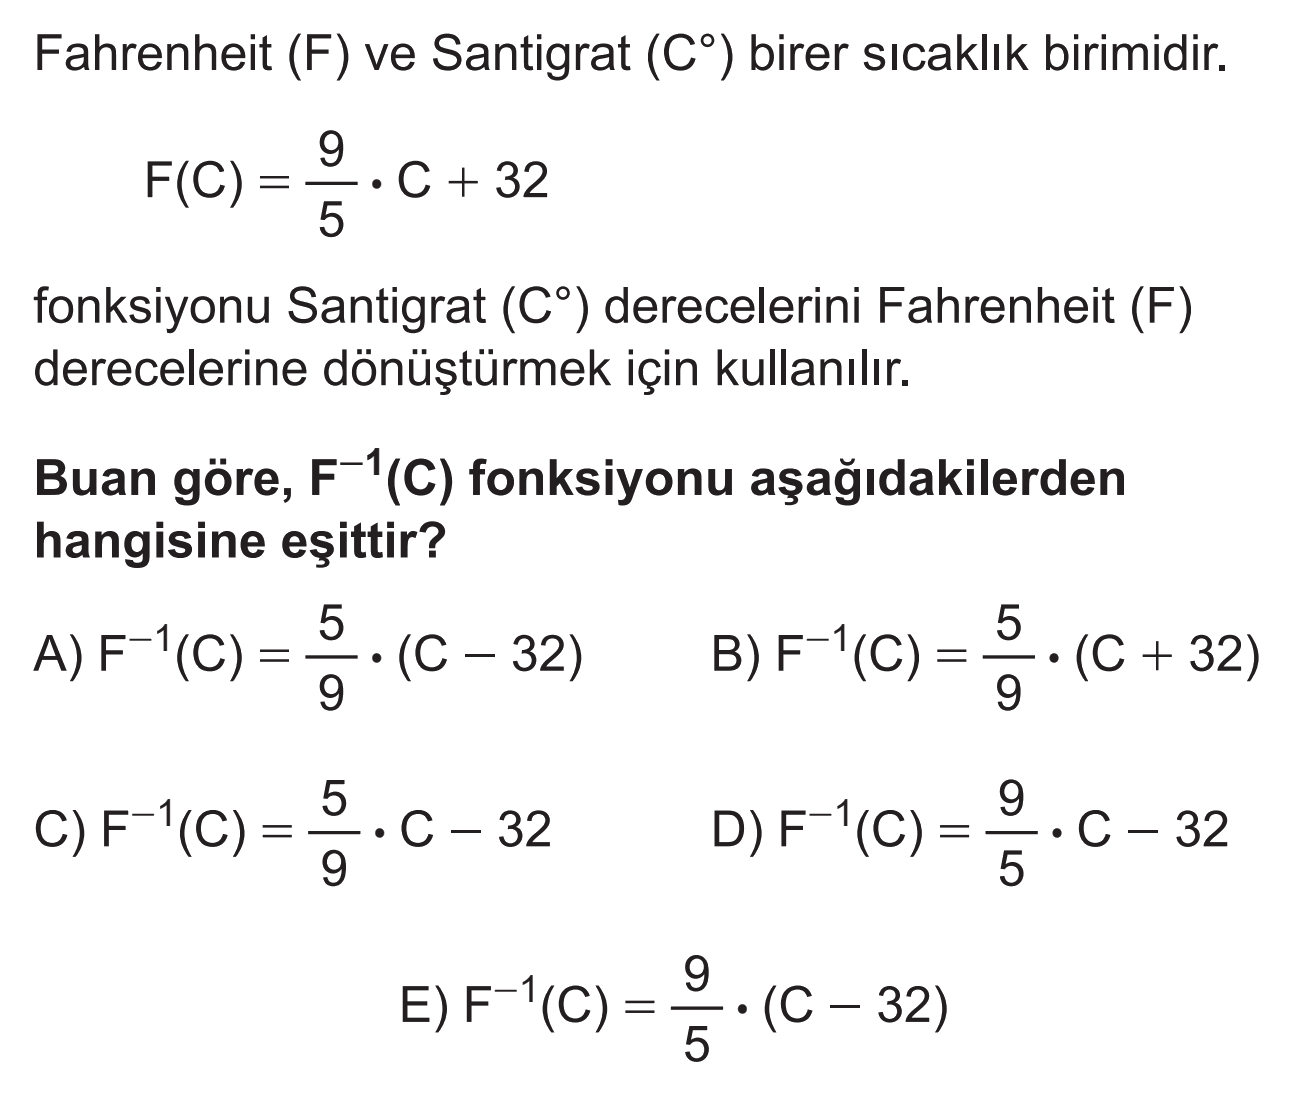 Fahrenheit (F) ve Santigrat (C°) birer sıcaklık birimidir.
F(C) = 9/5 · C + 32
fonksiyonu Santigrat (C°) derecelerini Fahrenheit (F)
derecelerine dönüştürmek için kullanılır.
Buan göre, F⁻¹(C) fonksiyonu aşağıdakilerden
hangisine eşittir?
A) F⁻¹(C) = 5/9 · (C − 32) B) F⁻¹(C) = 5/9 · (C + 32)
C) F⁻¹(C) = 5/9 · C − 32 D) F⁻¹(C) = 9/5 · C − 32
E) F⁻¹(C) = 9/5 · (C − 32)